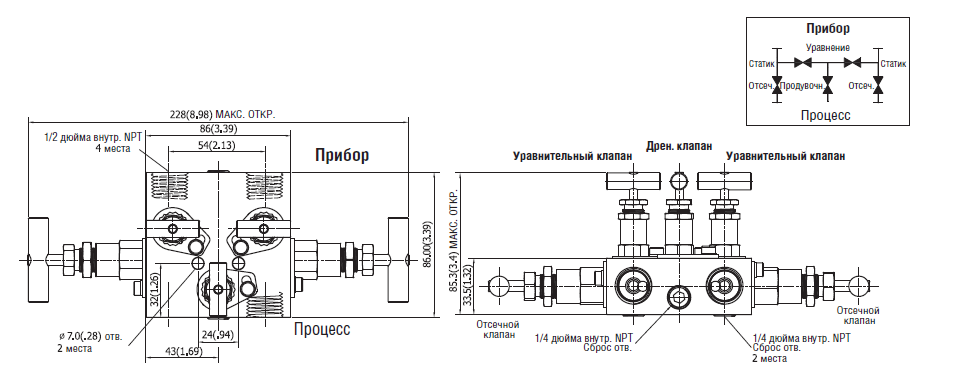 Прибор
Уравнение
Статик
Статик
Отсеч.
Продувочн.
Отсеч.
Процесс
228(8,98) МАКС. ОТКР.
86(3.39)
1/2 дюйма внутр. NPT
4 места
54(2.13)
Прибор
86.00(3.39)
32(1.26)
ø 7.0(.28) отв.
2 места
24(.94)
43(1.69)
Процесс
Дрен. клапан
Уравнительный клапан
Уравнительный клапан
85.3(3.4) МАКС. ОТКР.
33.5(1.32)
Отсечной
клапан
Отсечной
клапан
1/4 дюйма внутр. NPT
Сброс отв.
1/4 дюйма внутр. NPT
Сброс отв.
2 места